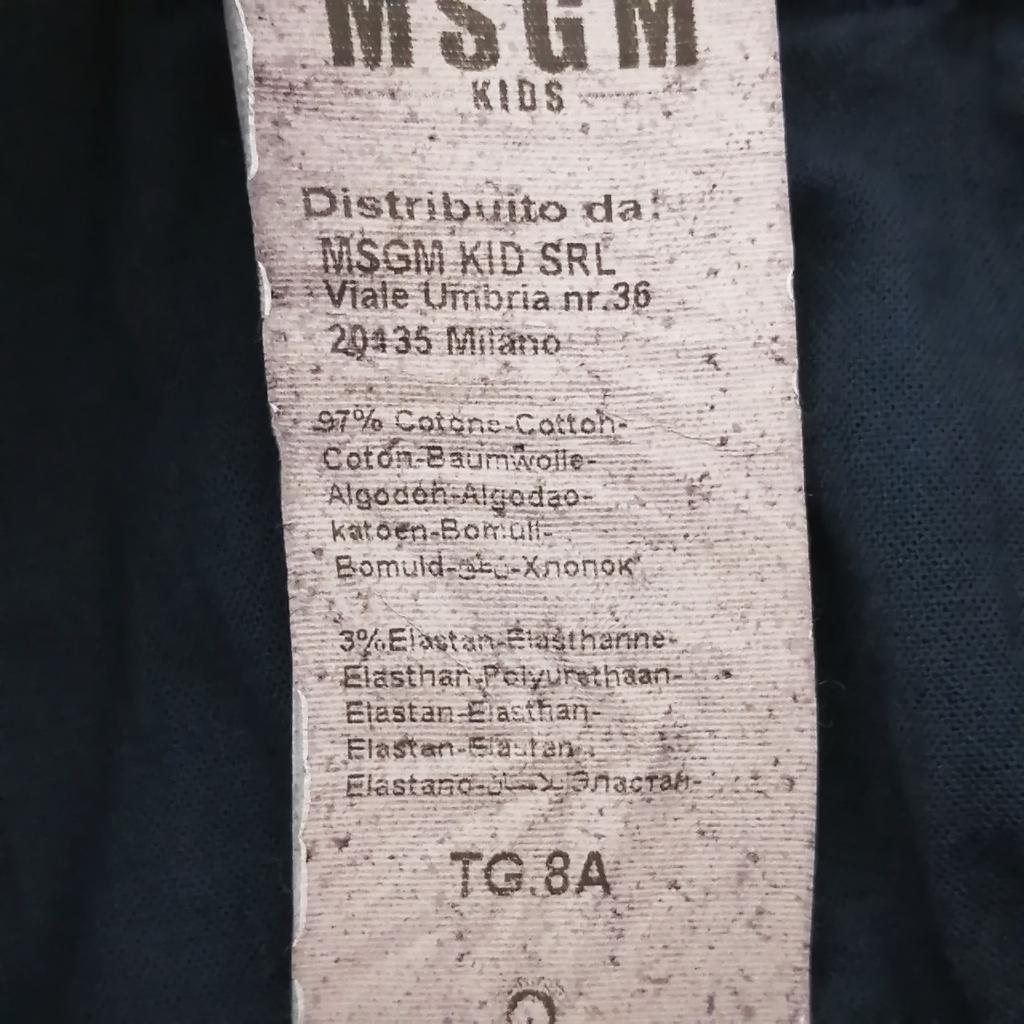 MSGM
KIDS
Distribuito da:
MSGM KID SRL
Viale Umbria nr.36
20135 Milano
97% Cotone-Cotton-
Coton-Baumwolle-
Algodón-Algodao-
katoen-Bomull-
Bomuld-قطن-Хлопок
3%Elastan-Elasthanne-
Elasthan-Polyurethaan-
Elastan-Elasthan-
Elastan-Elastan
Elastano- Эластан-
TG.8A